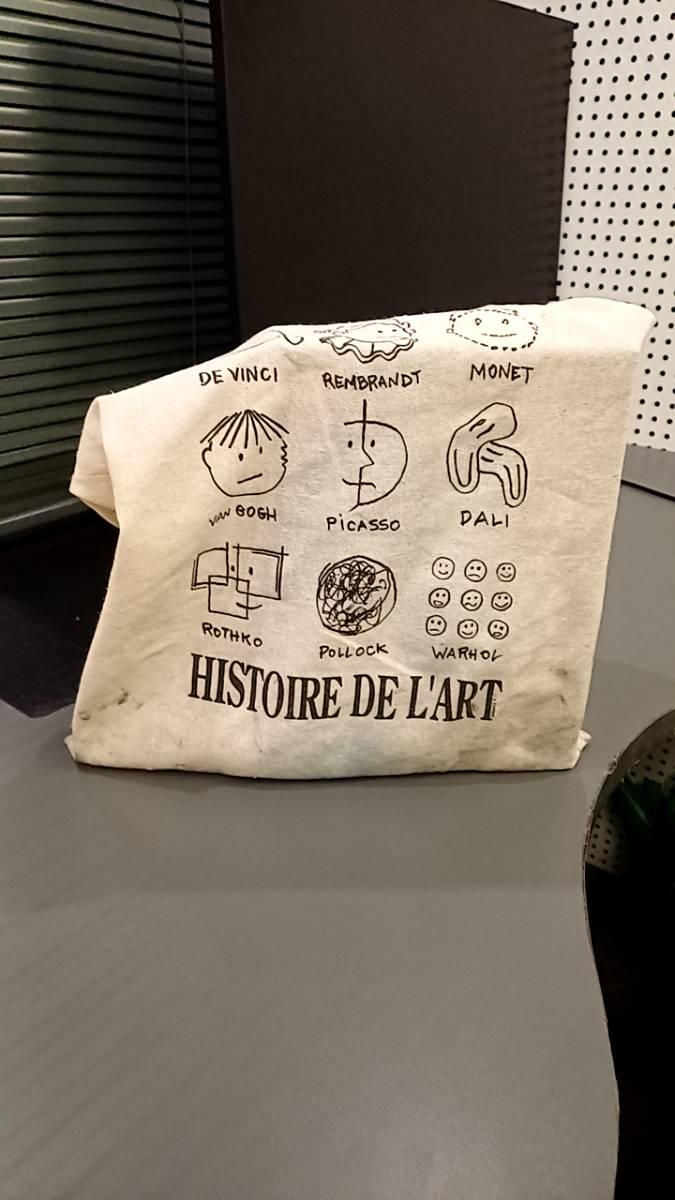 DE VINCI REMBRANDT MONET
VAN GOGH PICASSO DALI
ROTHKO POLLOCK WARHOL
HISTOIRE DE L'ART